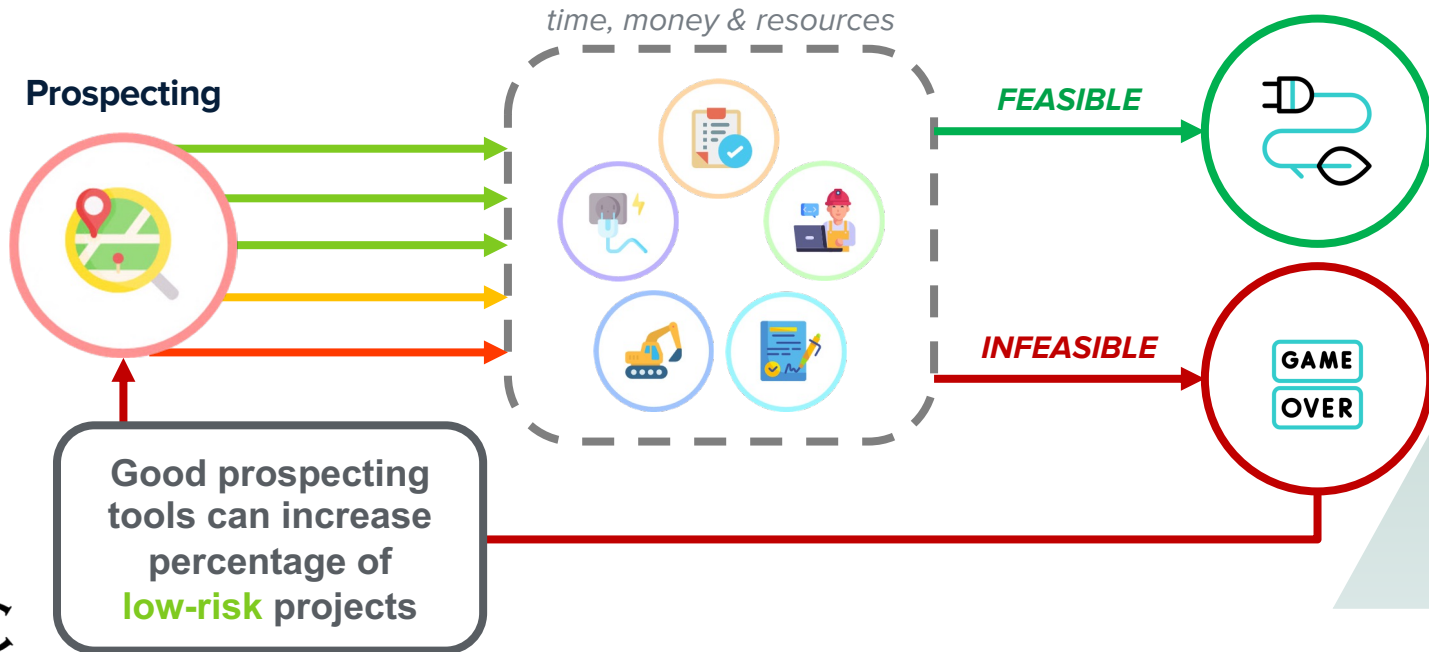 time, money & resources
Prospecting
FEASIBLE
INFEASIBLE
GAME
OVER
Good prospecting
tools can increase
percentage of
low-risk projects